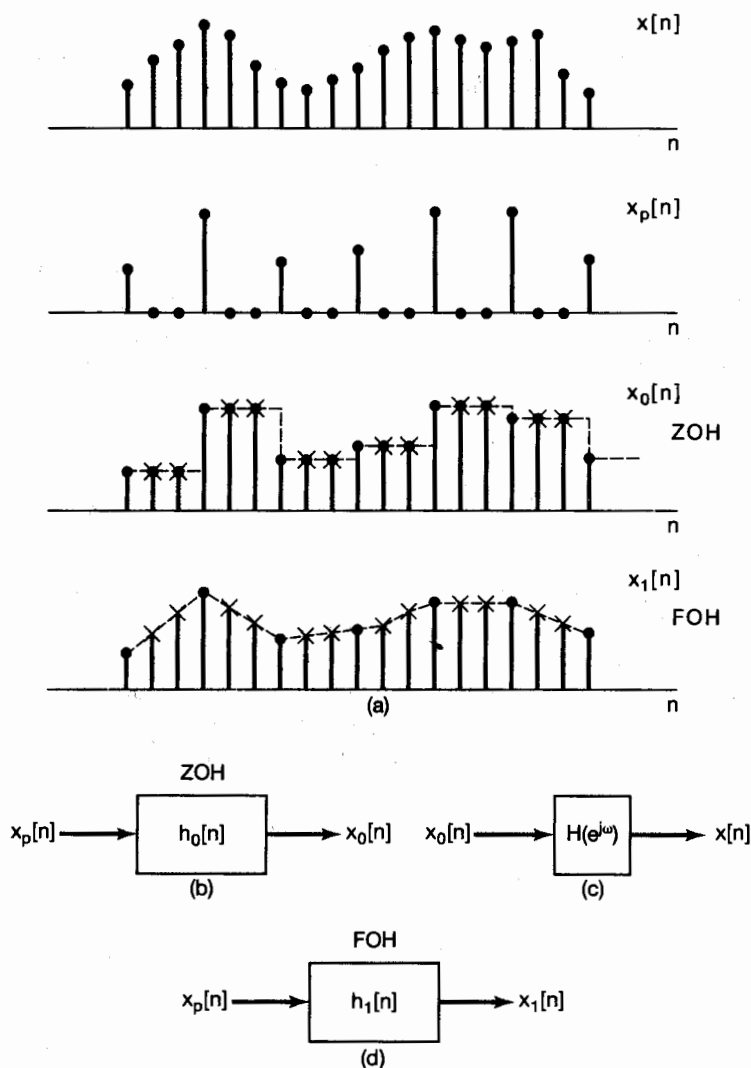 x[n]
n
xₚ[n]
n
x₀[n]
ZOH
n
x₁[n]
FOH
(a)
n
ZOH
xₚ[n]
h₀[n]
x₀[n]
(b)
x₀[n]
H(e^{jω})
x[n]
(c)
FOH
xₚ[n]
h₁[n]
x₁[n]
(d)